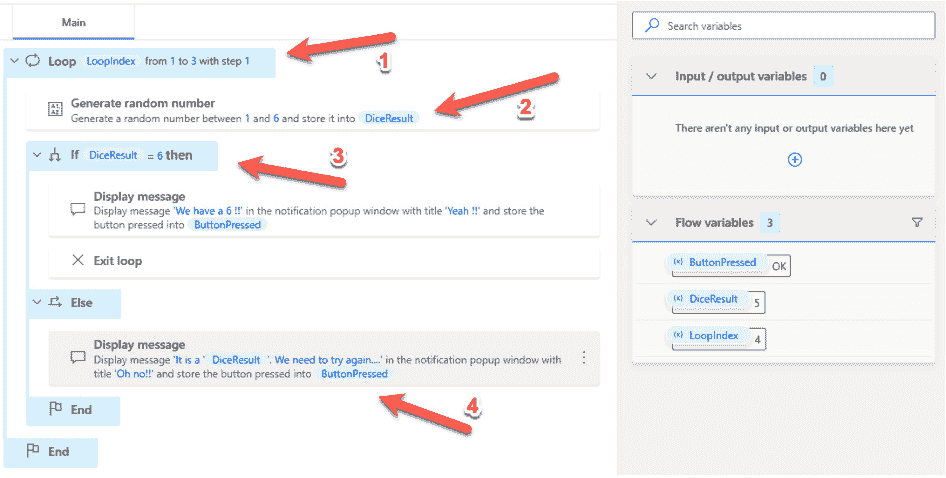 Main
Search variables
Loop LoopIndex from 1 to 3 with step 1
1
Input / output variables 0
Generate random number
Generate a random number between 1 and 6 and store it into DiceResult
2
There aren't any input or output variables here yet
If DiceResult = 6 then
3
Display message
Display message 'We have a 6 !!' in the notification popup window with title 'Yeah !!' and store the
button pressed into ButtonPressed
Flow variables 3
Exit loop
(x) ButtonPressed OK
Else
(x) DiceResult 5
Display message
Display message 'It is a ' DiceResult '. We need to try again....' in the notification popup window with
title 'Oh no!!' and store the button pressed into ButtonPressed
(x) LoopIndex 4
4
End
End